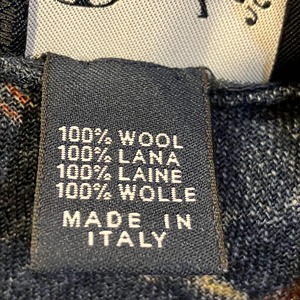 100% WOOL
100% LANA
100% LAINE
100% WOLLE
MADE IN
ITALY